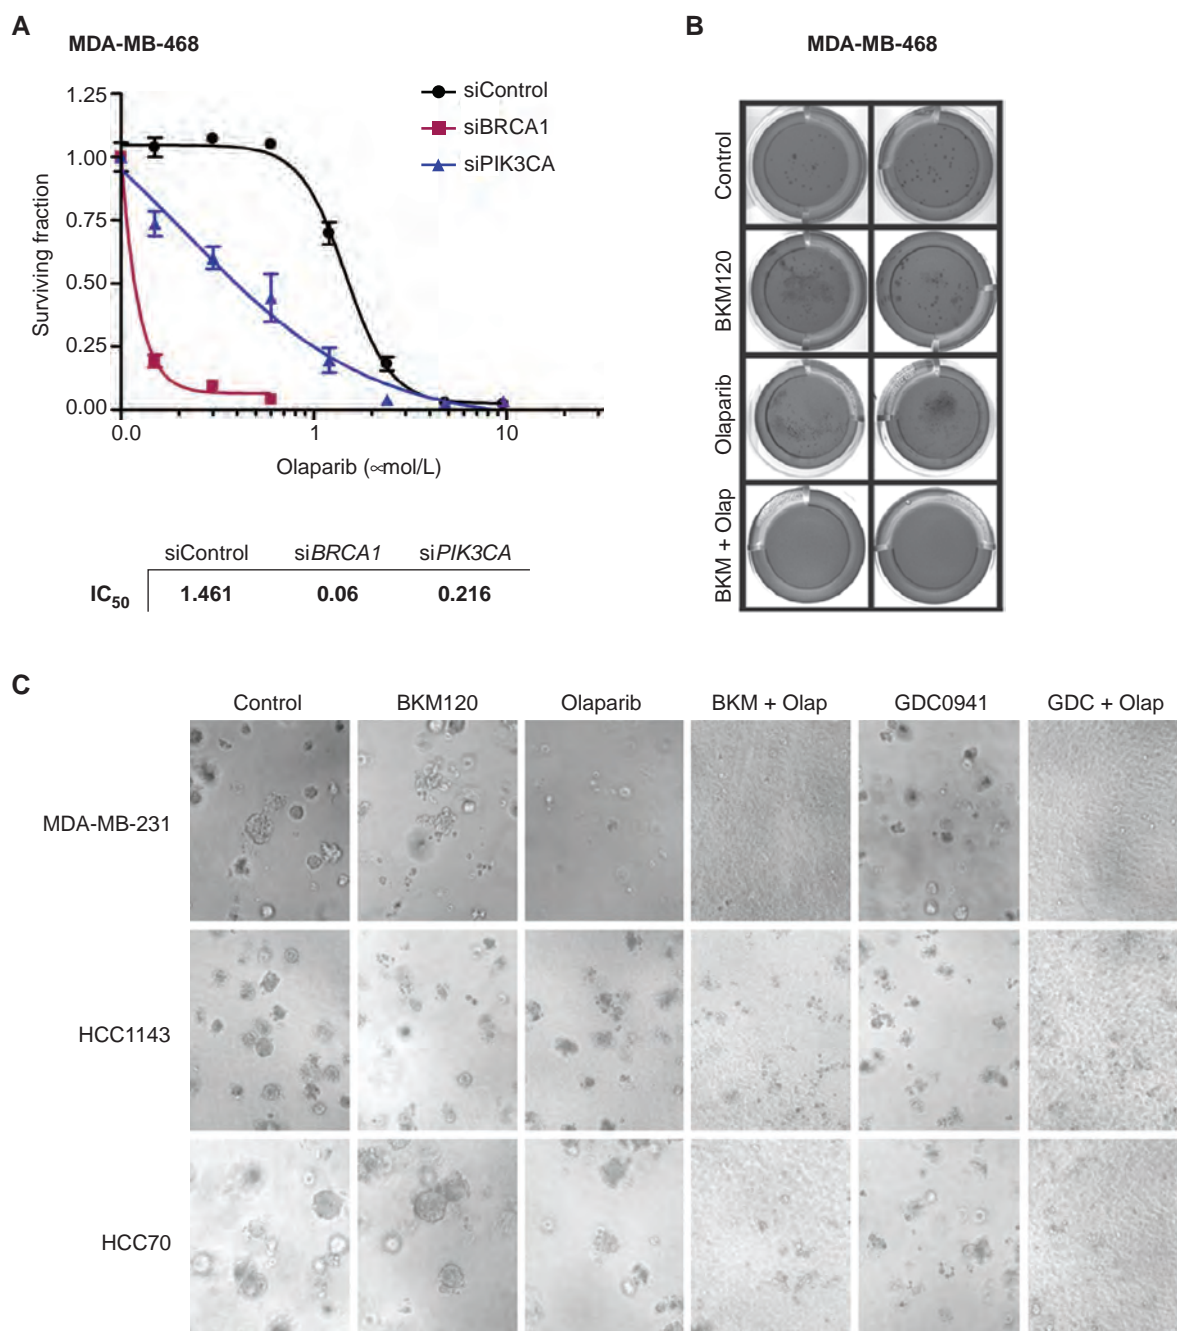 A
MDA-MB-468
1.25
1.00
0.75
0.50
0.25
0.00
Surviving fraction
0.0
1
10
Olaparib (∝mol/L)
siControl
siBRCA1
siPIK3CA
siControl siBRCA1 siPIK3CA
IC50 1.461 0.06 0.216
B
MDA-MB-468
Control
BKM120
Olaparib
BKM + Olap
C
Control BKM120 Olaparib BKM + Olap GDC0941 GDC + Olap
MDA-MB-231
HCC1143
HCC70